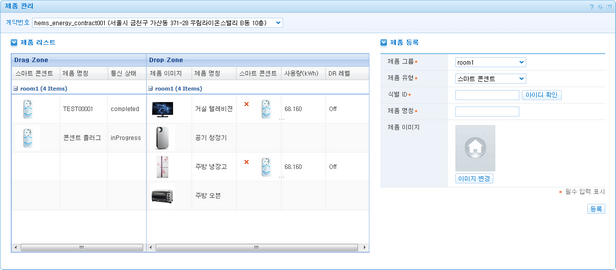 제품 관리
계약번호 hems_energy_contract001 (서울시 금천구 가산동 371-28 우림라이온스밸리 B동 10층)
제품 리스트
Drag Zone Drop Zone
스마트 콘센트 제품 명칭 통신 상태 제품 이미지 제품 명칭 스마트 콘센트 사용량(kWh) DR 레벨
room1 (4 Items) room1 (4 Items)
TEST00001 completed 거실 텔레비젼 68.160 Off
...
콘센트 플러그 inProgress 공기 청정기
주방 냉장고 68.160 Off
...
주방 오븐
제품 등록
제품 그룹* room1
제품 유형* 스마트 콘센트
식별 ID* 아이디 확인
제품 명칭*
제품 이미지
이미지 변경
* 필수 입력 표시
등록